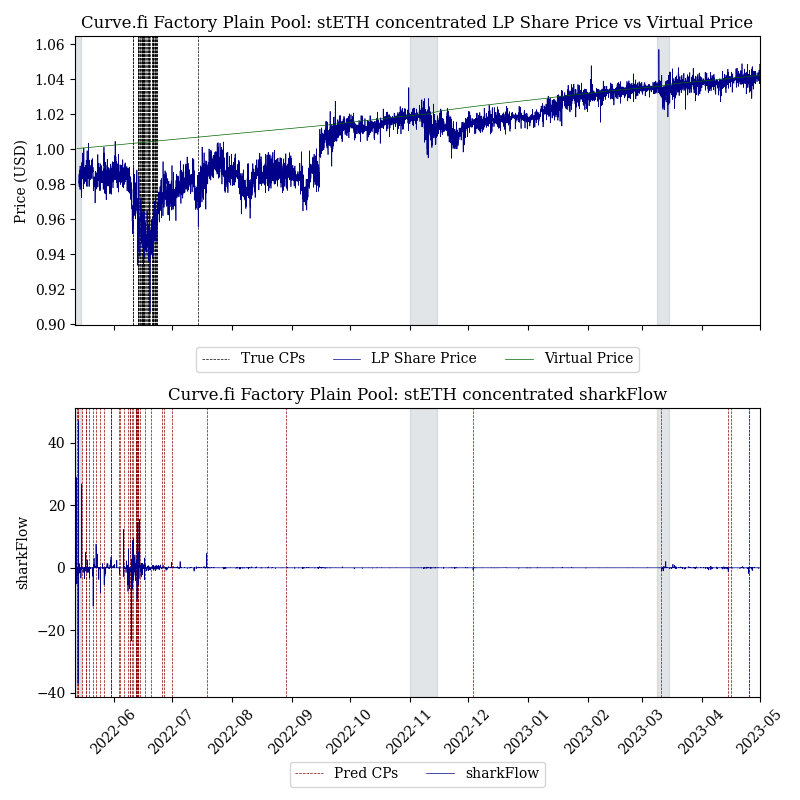 Curve.fi Factory Plain Pool: stETH concentrated LP Share Price vs Virtual Price
1.06
1.04
1.02
1.00
0.98
0.96
0.94
0.92
0.90
Price (USD)
True CPs LP Share Price Virtual Price
Curve.fi Factory Plain Pool: stETH concentrated sharkFlow
40
20
0
−20
−40
sharkFlow
2022-06 2022-07 2022-08 2022-09 2022-10 2022-11 2022-12 2023-01 2023-02 2023-03 2023-04 2023-05
Pred CPs sharkFlow